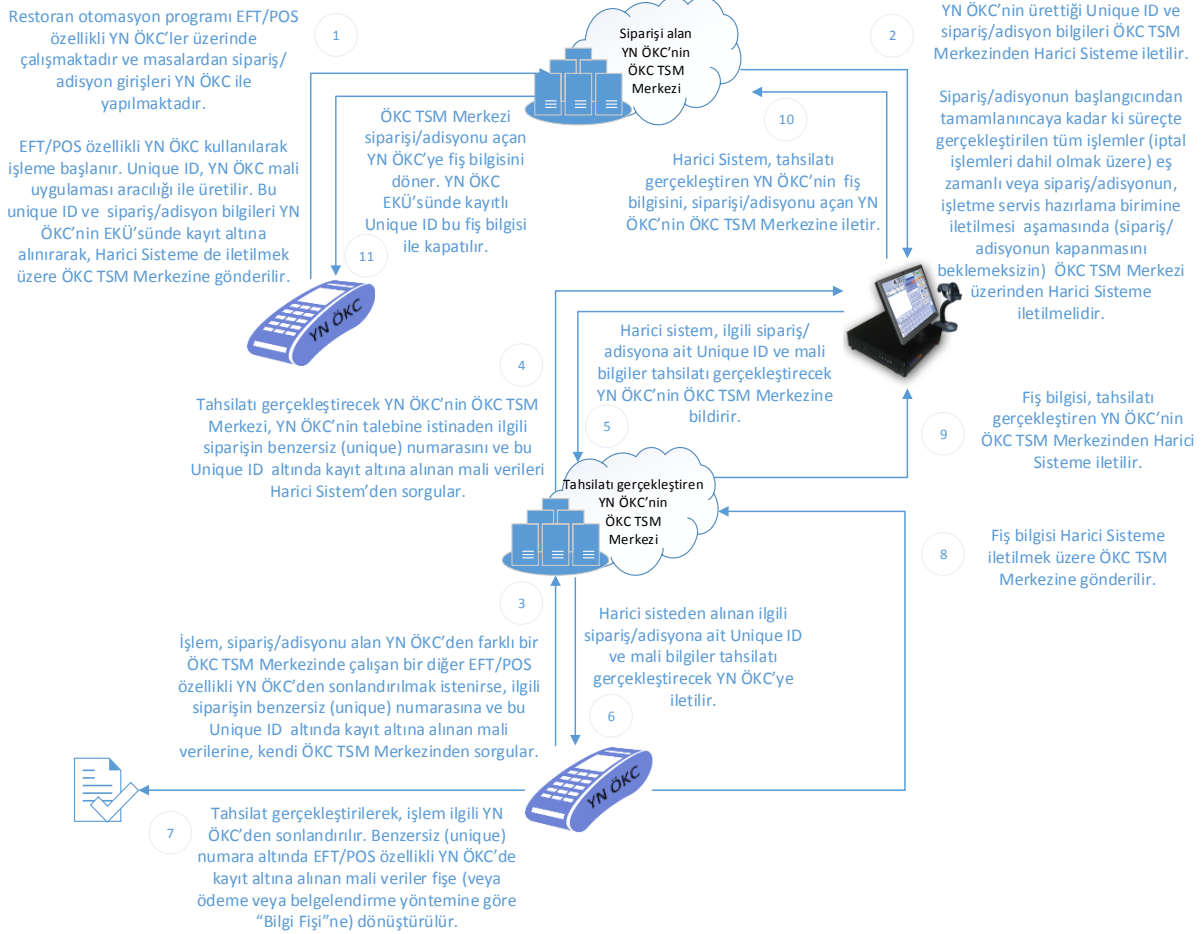 Restoran otomasyon programı EFT/POS
özellikli YN ÖKC'ler üzerinde
çalışmaktadır ve masalardan sipariş/
adisyon girişleri YN ÖKC ile
yapılmaktadır.
EFT/POS özellikli YN ÖKC kullanılarak
işleme başlanır. Unique ID, YN ÖKC mali
uygulaması aracılığı ile üretilir. Bu
unique ID ve sipariş/adisyon bilgileri YN
ÖKC'nin EKÜ'sünde kayıt altına
alınırarak, Harici Sisteme de iletilmek
üzere ÖKC TSM Merkezine gönderilir.
1
Siparişi alan
YN ÖKC'nin
ÖKC TSM
Merkezi
2
YN ÖKC'nin ürettiği Unique ID ve
sipariş/adisyon bilgileri ÖKC TSM
Merkezinden Harici Sisteme iletilir.
Sipariş/adisyonun başlangıcından
tamamlanıncaya kadar ki süreçte
gerçekleştirilen tüm işlemler (iptal
işlemleri dahil olmak üzere) eş
zamanlı veya sipariş/adisyonun,
işletme servis hazırlama birimine
iletilmesi aşamasında (sipariş/
adisyonun kapanmasını
beklemeksizin) ÖKC TSM Merkezi
üzerinden Harici Sisteme
iletilmelidir.
ÖKC TSM Merkezi
siparişi/adisyonu açan
YN ÖKC'ye fiş bilgisini
döner. YN ÖKC
EKÜ'sünde kayıtlı
Unique ID bu fiş bilgisi
ile kapatılır.
11
10
Harici Sistem, tahsilatı
gerçekleştiren YN ÖKC'nin fiş
bilgisini, siparişi/adisyonu açan YN
ÖKC'nin ÖKC TSM Merkezine iletir.
YN ÖKC
4
Tahsilatı gerçekleştirecek YN ÖKC'nin ÖKC TSM
Merkezi, YN ÖKC'nin talebine istinaden ilgili
siparişin benzersiz (unique) numarasını ve bu
Unique ID altında kayıt altına alınan mali verileri
Harici Sistem'den sorgular.
Harici sistem, ilgili sipariş/
adisyona ait Unique ID ve mali
bilgiler tahsilatı gerçekleştirecek
YN ÖKC'nin ÖKC TSM Merkezine
bildirir.
5
9
Fiş bilgisi, tahsilatı
gerçekleştiren YN ÖKC'nin
ÖKC TSM Merkezinden Harici
Sisteme iletilir.
Tahsilatı gerçekleştiren
YN ÖKC'nin
ÖKC TSM
Merkezi
8
Fiş bilgisi Harici Sisteme
iletilmek üzere ÖKC TSM
Merkezine gönderilir.
3
İşlem, sipariş/adisyonu alan YN ÖKC'den farklı bir
ÖKC TSM Merkezinde çalışan bir diğer EFT/POS
özellikli YN ÖKC'den sonlandırılmak istenirse, ilgili
siparişin benzersiz (unique) numarasına ve bu
Unique ID altında kayıt altına alınan mali
verilerine, kendi ÖKC TSM Merkezinden sorgular.
Harici sisteden alınan ilgili
sipariş/adisyona ait Unique ID
ve mali bilgiler tahsilatı
gerçekleştirecek YN ÖKC'ye
iletilir.
6
YN ÖKC
7
Tahsilat gerçekleştirilerek, işlem ilgili YN
ÖKC'den sonlandırılır. Benzersiz (unique)
numara altında EFT/POS özellikli YN ÖKC'de
kayıt altına alınan mali veriler fişe (veya
ödeme veya belgelendirme yöntemine göre
"Bilgi Fişi"ne) dönüştürülür.